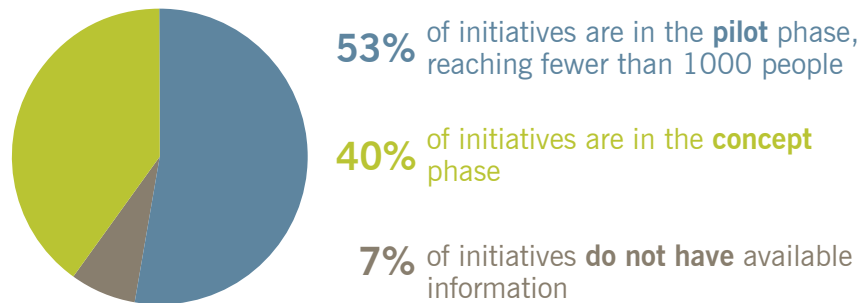 53% of initiatives are in the pilot phase,
reaching fewer than 1000 people
40% of initiatives are in the concept
phase
7% of initiatives do not have available
information